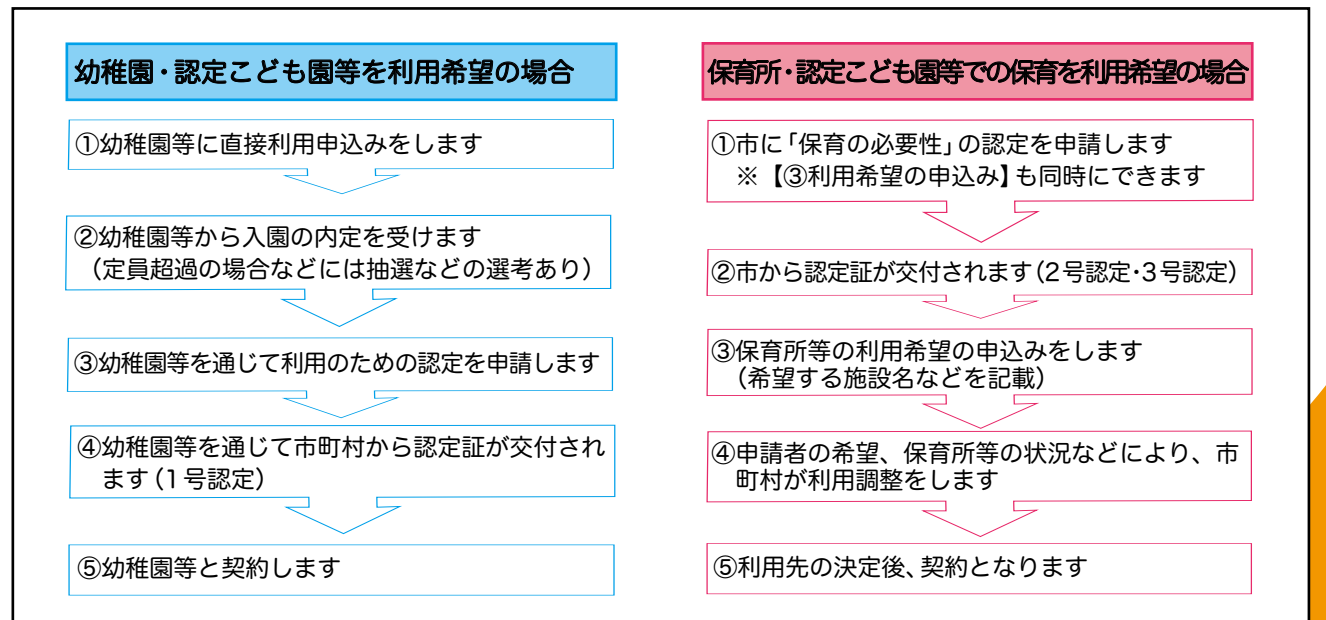 幼稚園・認定こども園等を利用希望の場合
①幼稚園等に直接利用申込みをします
②幼稚園等から入園の内定を受けます
（定員超過の場合などには抽選などの選考あり）
③幼稚園等を通じて利用のための認定を申請します
④幼稚園等を通じて市町村から認定証が交付され
ます（1号認定）
⑤幼稚園等と契約します
保育所・認定こども園等での保育を利用希望の場合
①市に「保育の必要性」の認定を申請します
※【③利用希望の申込み】も同時にできます
②市から認定証が交付されます（2号認定・3号認定）
③保育所等の利用希望の申込みをします
（希望する施設名などを記載）
④申請者の希望、保育所等の状況などにより、市
町村が利用調整をします
⑤利用先の決定後、契約となります